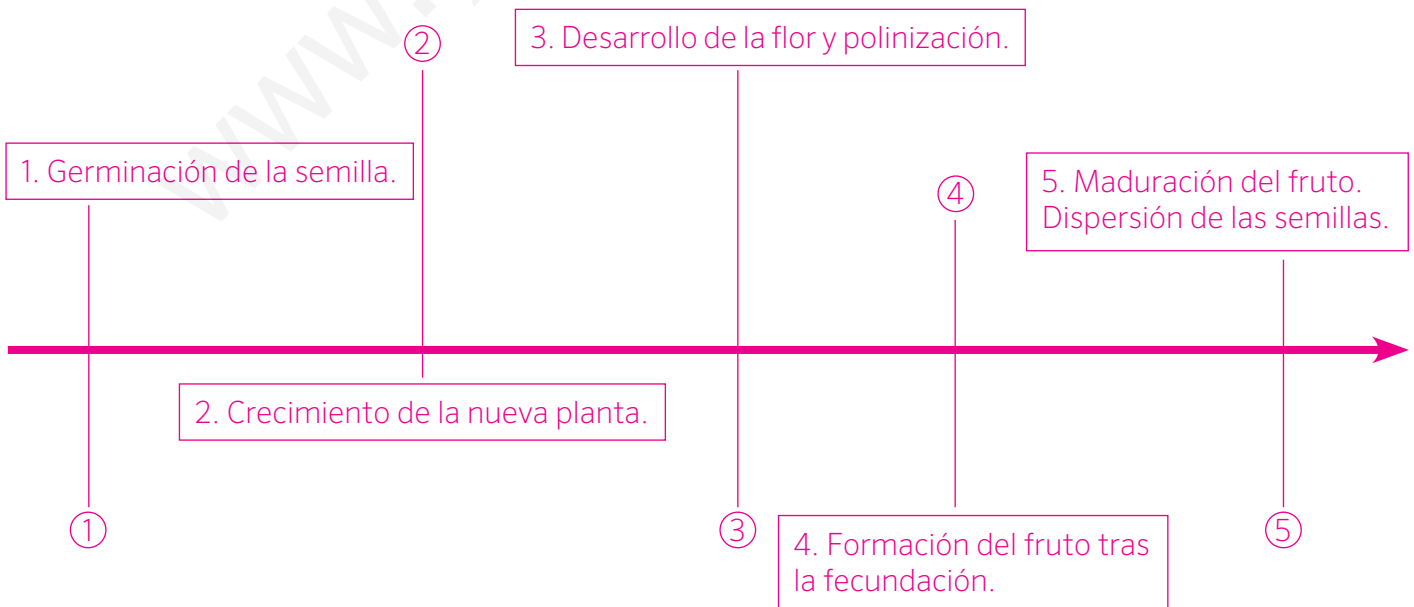 ②
3. Desarrollo de la flor y polinización.
1. Germinación de la semilla.
④
5. Maduración del fruto.
Dispersión de las semillas.
2. Crecimiento de la nueva planta.
①
③
4. Formación del fruto tras
la fecundación.
⑤
www.